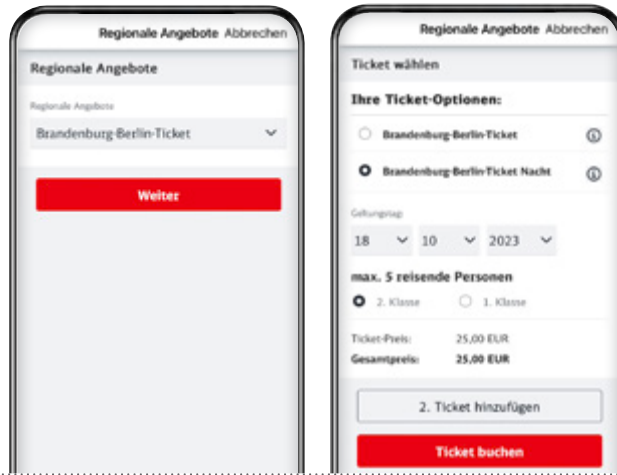 Regionale Angebote Abbrechen
Regionale Angebote
Regionale Angebote
Brandenburg-Berlin-Ticket
Weiter
Regionale Angebote Abbrechen
Ticket wählen
Ihre Ticket-Optionen:
Brandenburg-Berlin-Ticket
Brandenburg-Berlin-Ticket Nacht
Geltungstag:
18 10 2023
max. 5 reisende Personen
2. Klasse 1. Klasse
Ticket-Preis: 25,00 EUR
Gesamtpreis: 25,00 EUR
2. Ticket hinzufügen
Ticket buchen